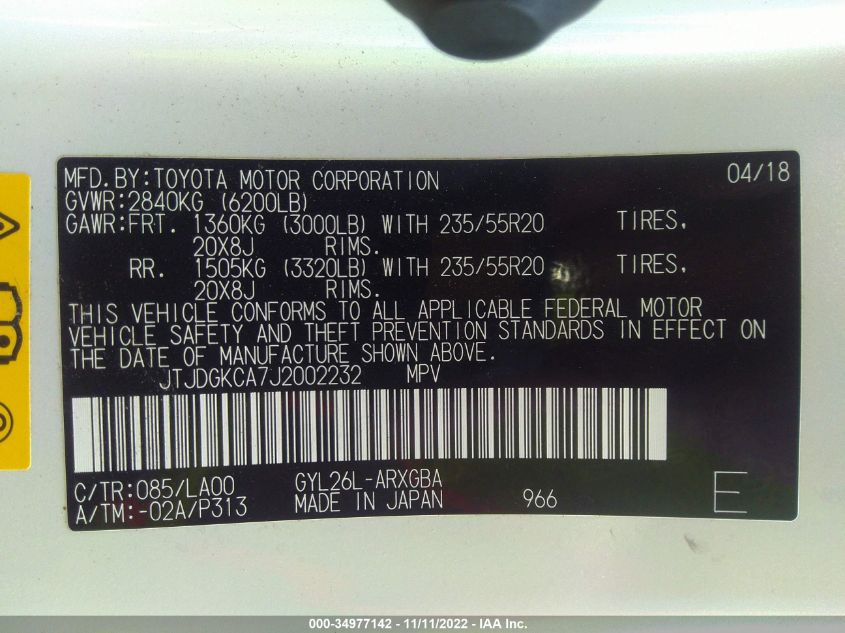 MFD.BY:TOYOTA MOTOR CORPORATION 04/18
GVWR:2840KG (6200LB)
GAWR:FRT. 1360KG (3000LB) WITH 235/55R20 TIRES,
20X8J RIMS.
RR. 1505KG (3320LB) WITH 235/55R20 TIRES,
20X8J RIMS.
THIS VEHICLE CONFORMS TO ALL APPLICABLE FEDERAL MOTOR
VEHICLE SAFETY AND THEFT PREVENTION STANDARDS IN EFFECT ON
THE DATE OF MANUFACTURE SHOWN ABOVE.
JTJDGKCA7J2002232 MPV
C/TR:085/LA00 GYL26L-ARXGBA
A/TM:-02A/P313 MADE IN JAPAN 966 E
000-34977142 - 11/11/2022 - IAA Inc.